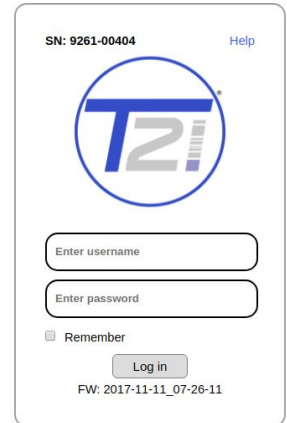 SN: 9261-00404 Help
T2i
Enter username
Enter password
Remember
Log in
FW: 2017-11-11_07-26-11